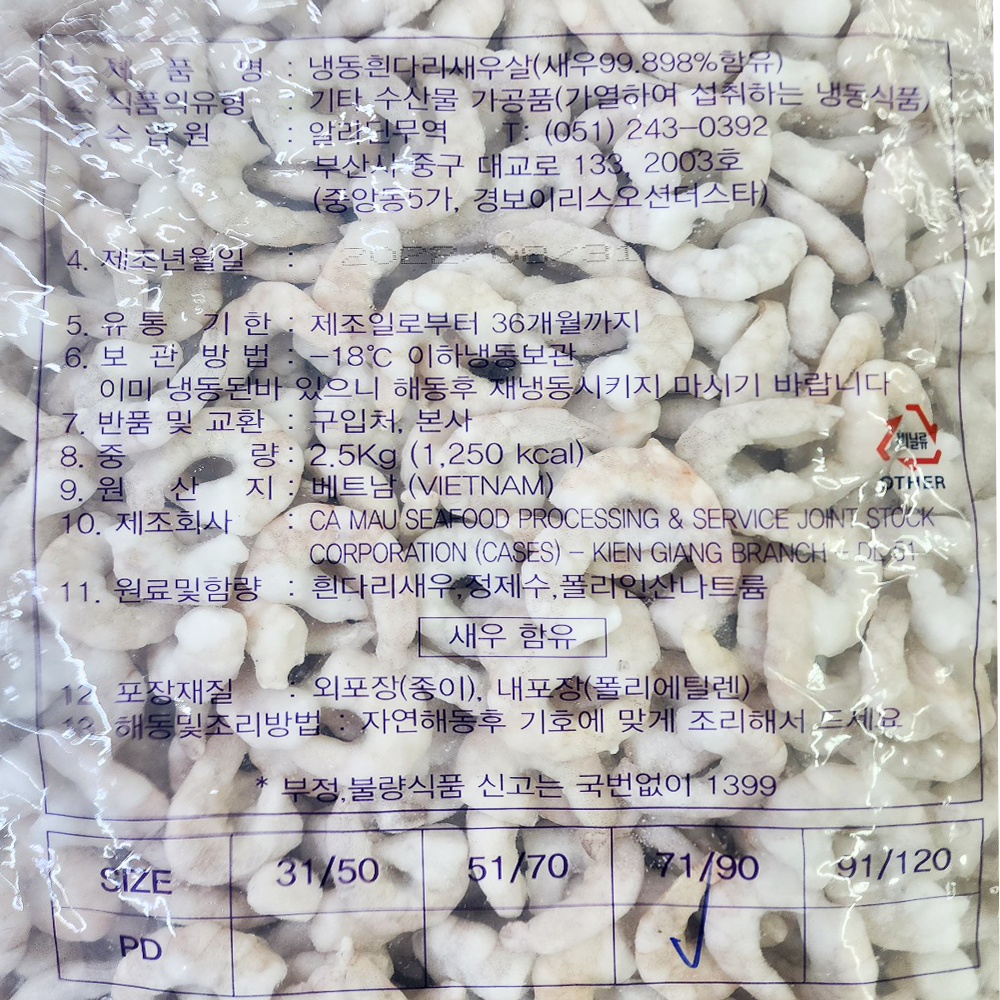 1. 제 품 명 : 냉동흰다리새우살(새우99.898%함유)
2. 식품의유형 : 기타 수산물 가공품(가열하여 섭취하는 냉동식품)
3. 수 입 원 : 알라딘무역 T: (051) 243-0392
부산시 중구 대교로 133, 2003호
(중앙동5가, 경보이리스오션더스타)
4. 제조년월일 : 2022/08/31
5. 유 통 기 한 : 제조일로부터 36개월까지
6. 보 관 방 법 : -18℃ 이하냉동보관
이미 냉동된바 있으니 해동후 재냉동시키지 마시기 바랍니다
7. 반품 및 교환 : 구입처, 본사
8. 중 량 : 2.5Kg (1,250 kcal)
비닐류
OTHER
9. 원 산 지 : 베트남 (VIETNAM)
10. 제조회사 : CA MAU SEAFOOD PROCESSING & SERVICE JOINT STOCK
CORPORATION (CASES) - KIEN GIANG BRANCH -
11. 원료및함량 : 흰다리새우,정제수,폴리인산나트륨
새우 함유
12. 포장재질 : 외포장(종이), 내포장(폴리에틸렌)
13. 해동및조리방법 : 자연해동후 기호에 맞게 조리해서 드세요
* 부정,불량식품 신고는 국번없이 1399
SIZE 31/50 51/70 71/90 91/120
PD ✓